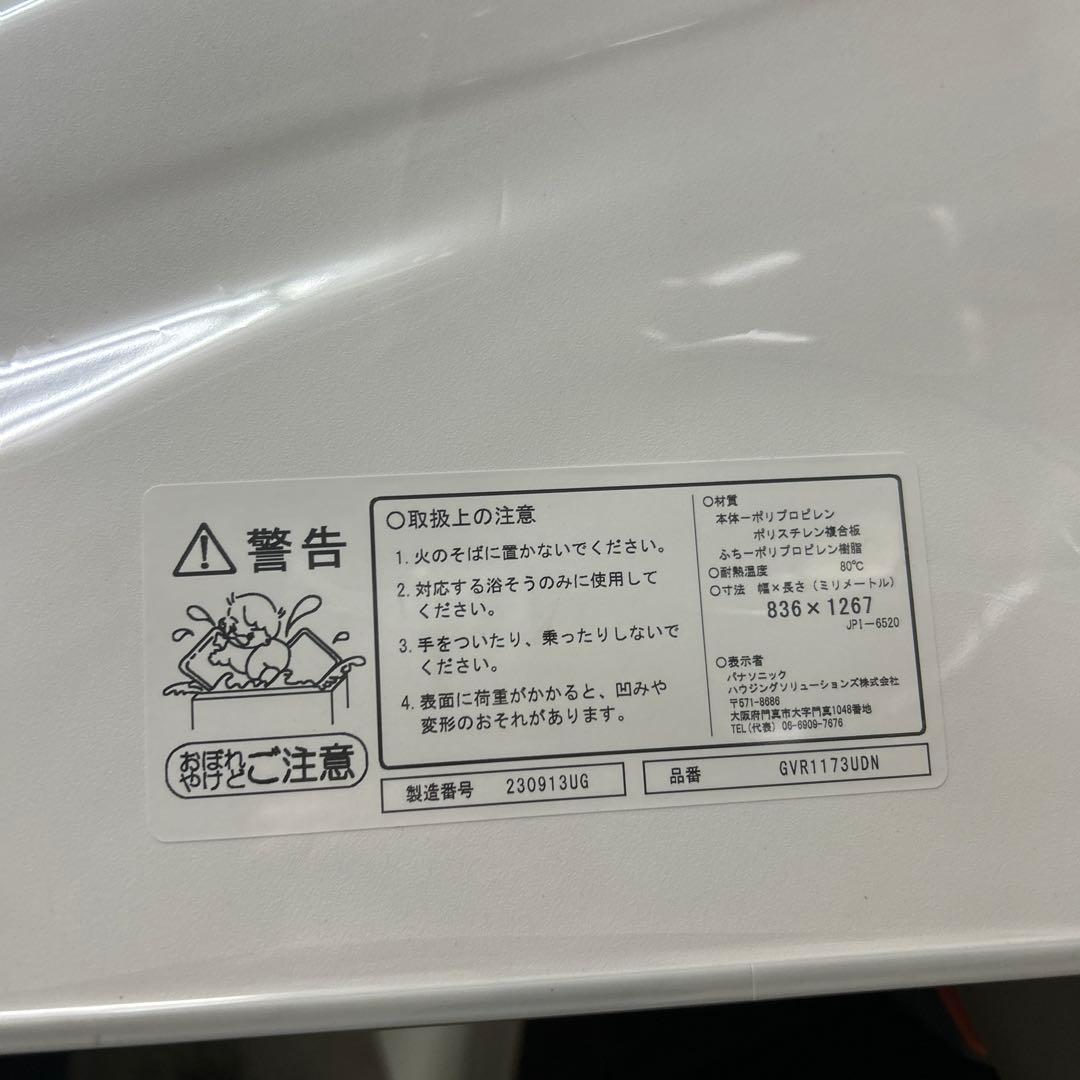 警告
おぼれ
やけど
ご注意
○取扱上の注意
1. 火のそばに置かないでください。
2. 対応する浴そうのみに使用して
ください。
3. 手をついたり、乗ったりしないで
ください。
4. 表面に荷重がかかると、凹みや
変形のおそれがあります。
○材質
本体ーポリプロピレン
ポリスチレン複合板
ふちーポリプロピレン樹脂
○耐熱温度 80℃
○寸法 幅×長さ（ミリメートル）
836×1267
JPI-6520
○表示者
パナソニック
ハウジングソリューションズ株式会社
〒571-8686
大阪府門真市大字門真1048番地
TEL(代表) 06-6909-7676
製造番号 230913UG
品番 GVR1173UDN